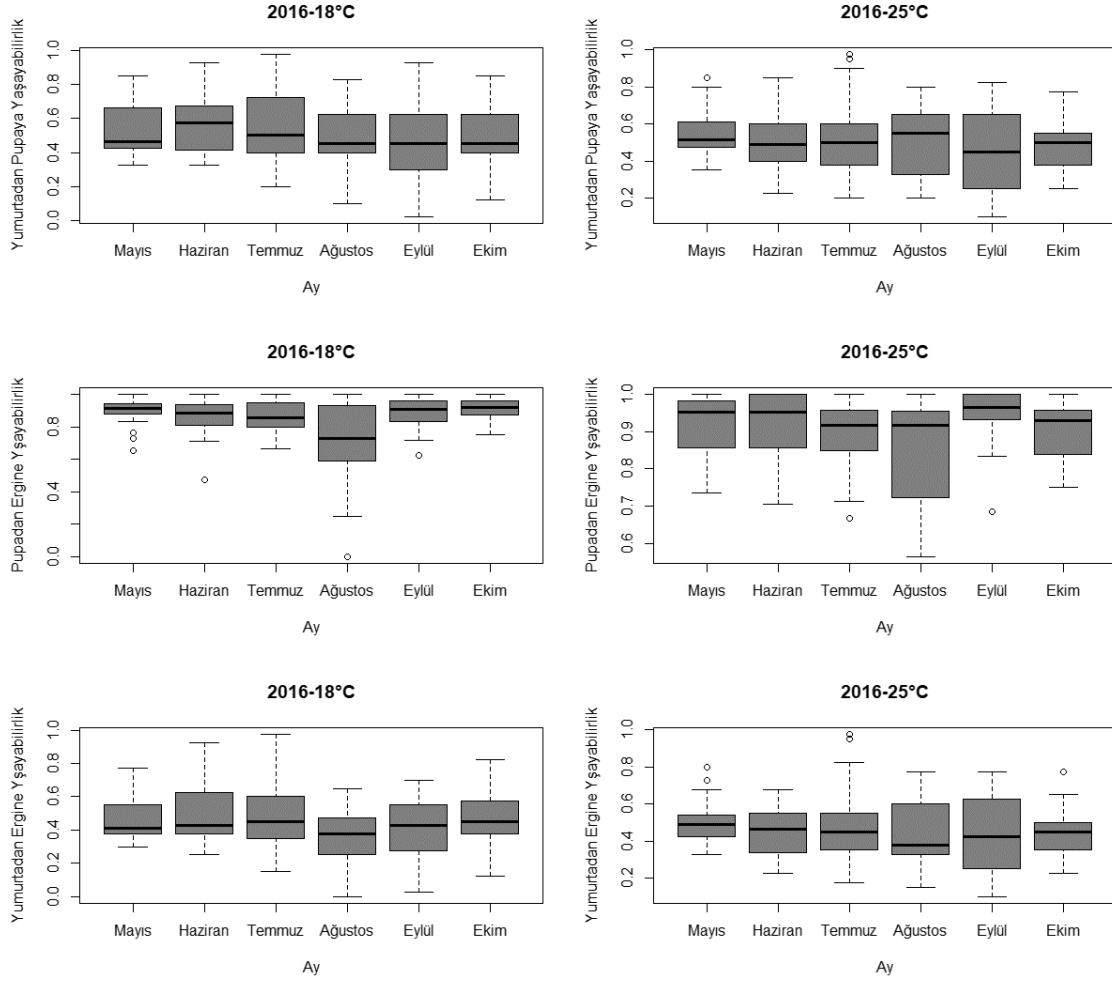 2016-18°C
Yumurtadan Pupaya Yaşayabilirlik
1.0
0.8
0.6
0.4
0.2
0.0
Mayıs Haziran Temmuz Ağustos Eylül Ekim
Ay
2016-25°C
Yumurtadan Pupaya Yaşabilirlik
1.0
0.8
0.6
0.4
0.2
Mayıs Haziran Temmuz Ağustos Eylül Ekim
Ay
2016-18°C
Pupadan Ergine Yşayabilirlik
0.8
0.4
0.0
Mayıs Haziran Temmuz Ağustos Eylül Ekim
Ay
2016-25°C
Pupadan Ergine Yşayabilirlik
1.0
0.9
0.8
0.7
0.6
Mayıs Haziran Temmuz Ağustos Eylül Ekim
Ay
2016-18°C
Yumurtadan Ergine Yşayabilirlik
1.0
0.8
0.6
0.4
0.2
0.0
Mayıs Haziran Temmuz Ağustos Eylül Ekim
Ay
2016-25°C
Yumurtadan Ergine Yşayabilirlik
1.0
0.8
0.6
0.4
0.2
Mayıs Haziran Temmuz Ağustos Eylül Ekim
Ay